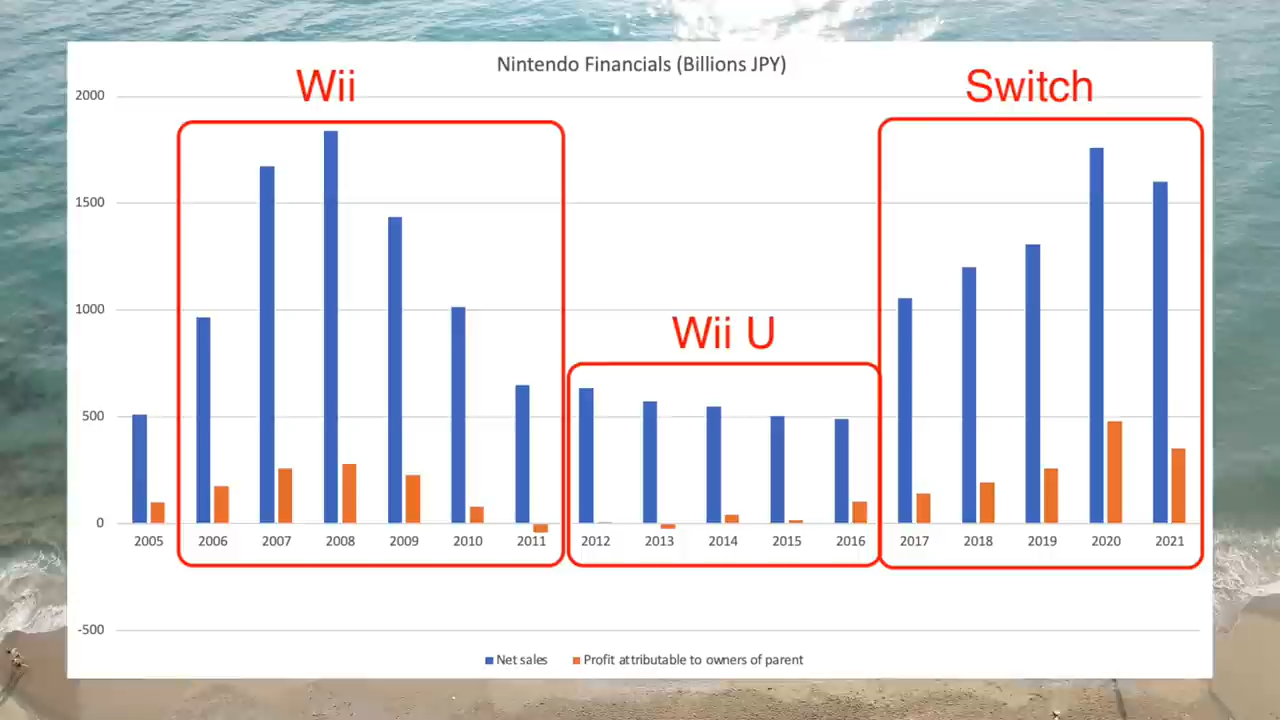 Nintendo Financials (Billions JPY)
Wii
Switch
2000
1500
1000
Wii U
500
0
2005 2006 2007 2008 2009 2010 2011 2012 2013 2014 2015 2016 2017 2018 2019 2020 2021
-500
Net sales Profit attributable to owners of parent